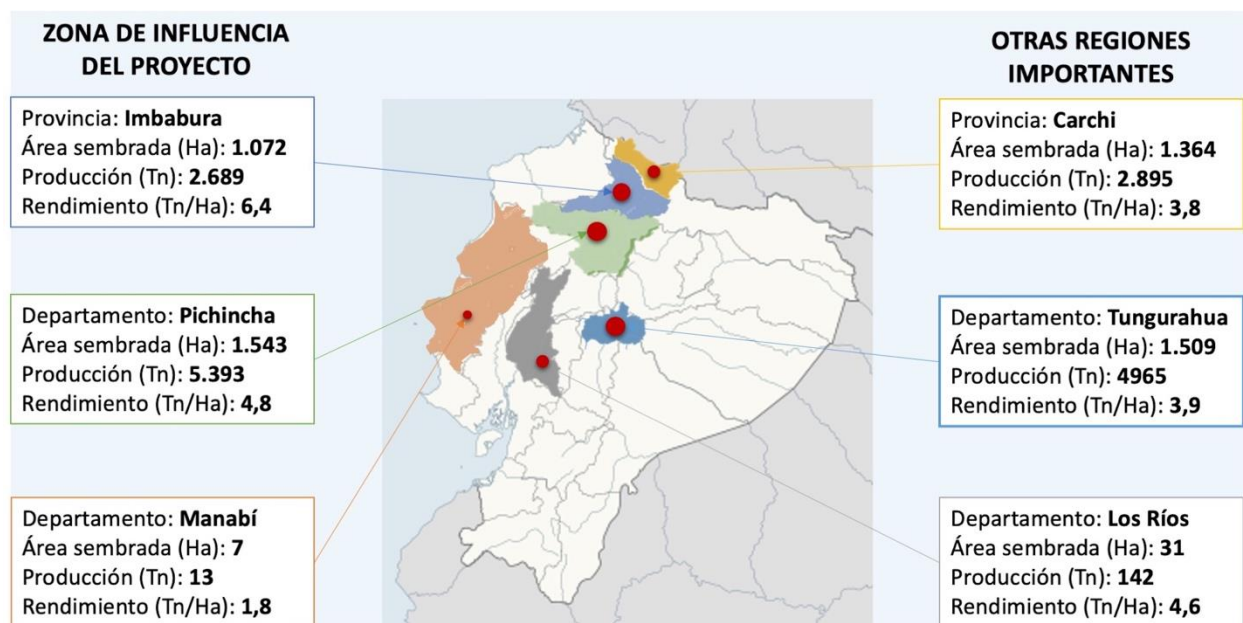 ZONA DE INFLUENCIA
DEL PROYECTO
Provincia: Imbabura
Área sembrada (Ha): 1.072
Producción (Tn): 2.689
Rendimiento (Tn/Ha): 6,4
Departamento: Pichincha
Área sembrada (Ha): 1.543
Producción (Tn): 5.393
Rendimiento (Tn/Ha): 4,8
Departamento: Manabí
Área sembrada (Ha): 7
Producción (Tn): 13
Rendimiento (Tn/Ha): 1,8
OTRAS REGIONES
IMPORTANTES
Provincia: Carchi
Área sembrada (Ha): 1.364
Producción (Tn): 2.895
Rendimiento (Tn/Ha): 3,8
Departamento: Tungurahua
Área sembrada (Ha): 1.509
Producción (Tn): 4965
Rendimiento (Tn/Ha): 3,9
Departamento: Los Ríos
Área sembrada (Ha): 31
Producción (Tn): 142
Rendimiento (Tn/Ha): 4,6